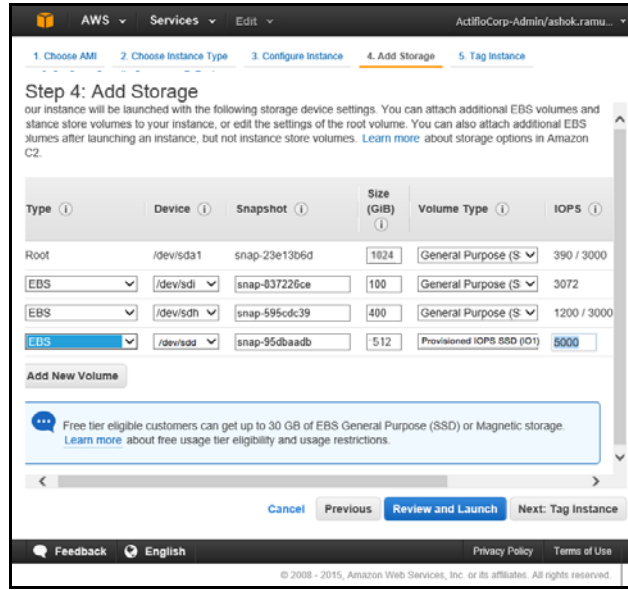 AWS Services Edit ActifioCorp-Admin/ashok.ramu...
1. Choose AMI 2. Choose Instance Type 3. Configure Instance 4. Add Storage 5. Tag Instance
Step 4: Add Storage
our instance will be launched with the following storage device settings. You can attach additional EBS volumes and
stance store volumes to your instance, or edit the settings of the root volume. You can also attach additional EBS
olumes after launching an instance, but not instance store volumes. Learn more about storage options in Amazon
C2.
Type Device Snapshot Size (GiB) Volume Type IOPS
Root /dev/sda1 snap-23e13b6d 1024 General Purpose (S 390 / 3000
EBS /dev/sdi snap-837226ce 100 General Purpose (S 3072
EBS /dev/sdh snap-595cdc39 400 General Purpose (S 1200 / 3000
EBS /dev/sdd snap-95dbaadb 512 Provisioned IOPS SSD (IO1) 5000
Add New Volume
Free tier eligible customers can get up to 30 GB of EBS General Purpose (SSD) or Magnetic storage.
Learn more about free usage tier eligibility and usage restrictions.
Cancel Previous Review and Launch Next: Tag Instance
Feedback English Privacy Policy Terms of Use
© 2008 - 2015, Amazon Web Services, Inc. or its affiliates. All rights reserved.